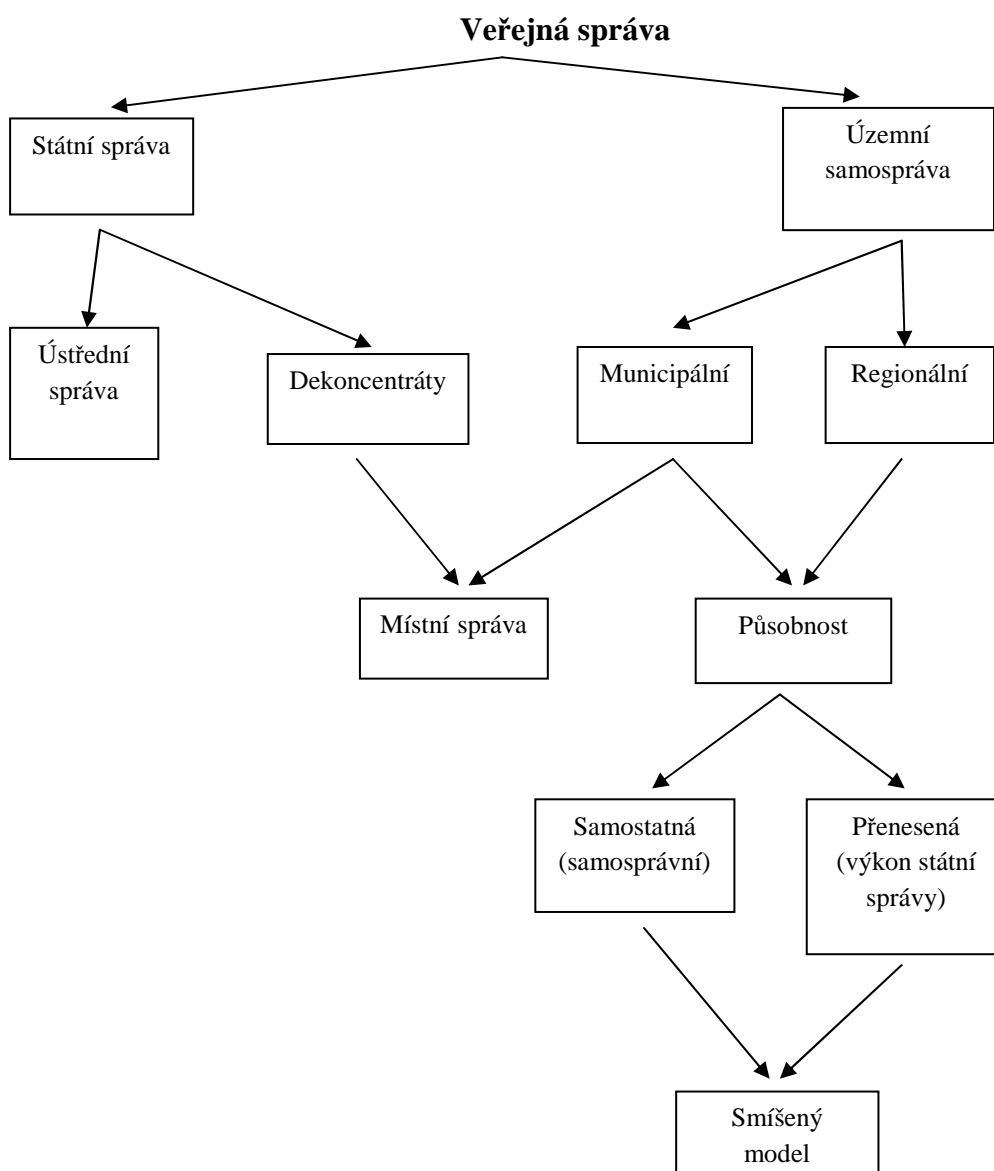 Veřejná správa
Státní správa
Územní
samospráva
Ústřední
správa
Dekoncentráty
Municipální
Regionální
Místní správa
Působnost
Samostatná
(samosprávní)
Přenesená
(výkon státní
správy)
Smíšený
model